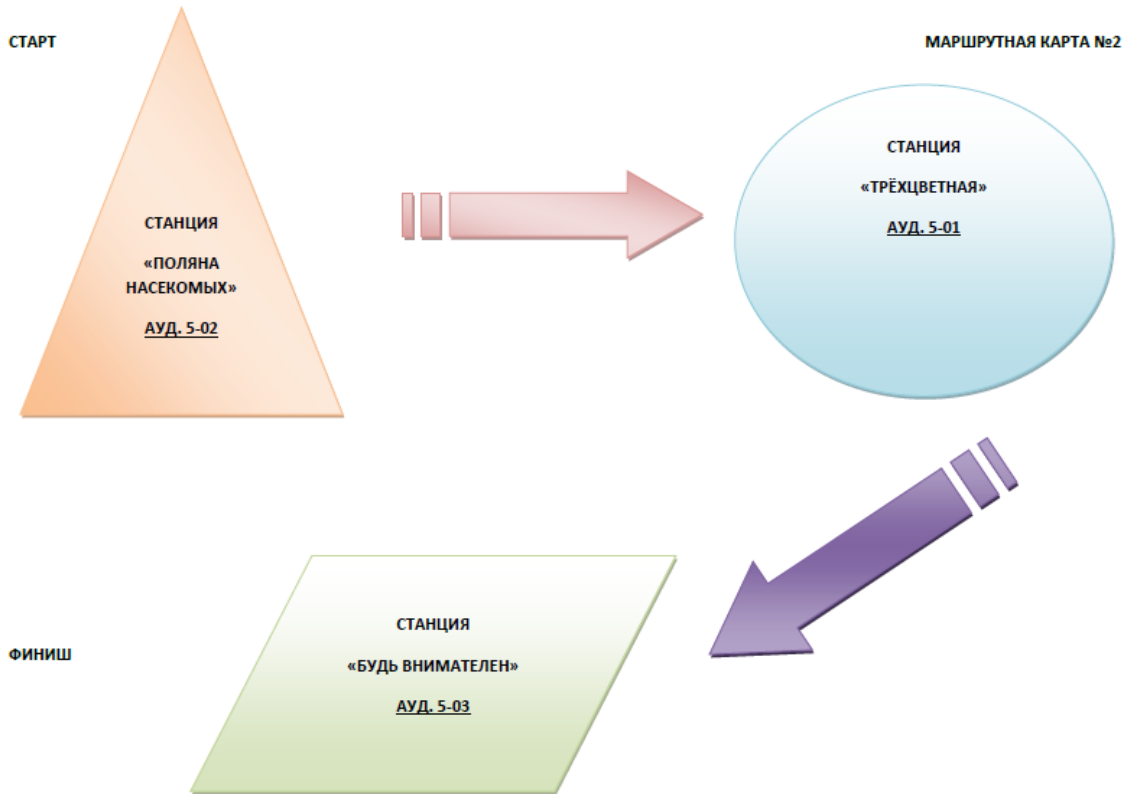 СТАРТ
МАРШРУТНАЯ КАРТА №2
СТАНЦИЯ
«ПОЛЯНА
НАСЕКОМЫХ»
АУД. 5-02
СТАНЦИЯ
«ТРЁХЦВЕТНАЯ»
АУД. 5-01
СТАНЦИЯ
«БУДЬ ВНИМАТЕЛЕН»
АУД. 5-03
ФИНИШ